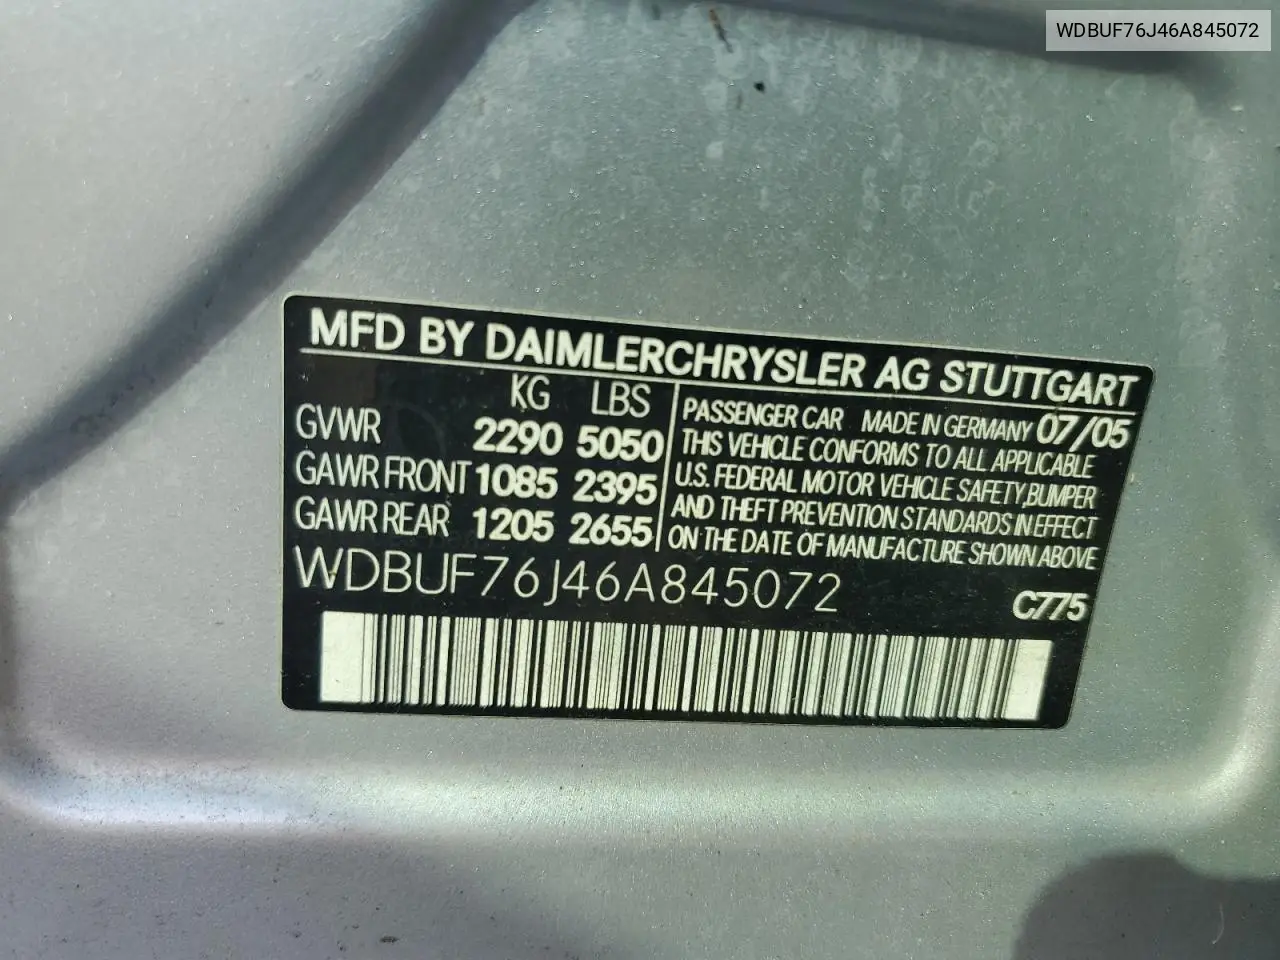 WDBUF76J46A845072
MFD BY DAIMLERCHRYSLER AG STUTTGART
KG LBS
GVWR 2290 5050
GAWR FRONT 1085 2395
GAWR REAR 1205 2655
PASSENGER CAR MADE IN GERMANY 07/05
THIS VEHICLE CONFORMS TO ALL APPLICABLE
U.S. FEDERAL MOTOR VEHICLE SAFETY, BUMPER
AND THEFT PREVENTION STANDARDS IN EFFECT
ON THE DATE OF MANUFACTURE SHOWN ABOVE
WDBUF76J46A845072
C775